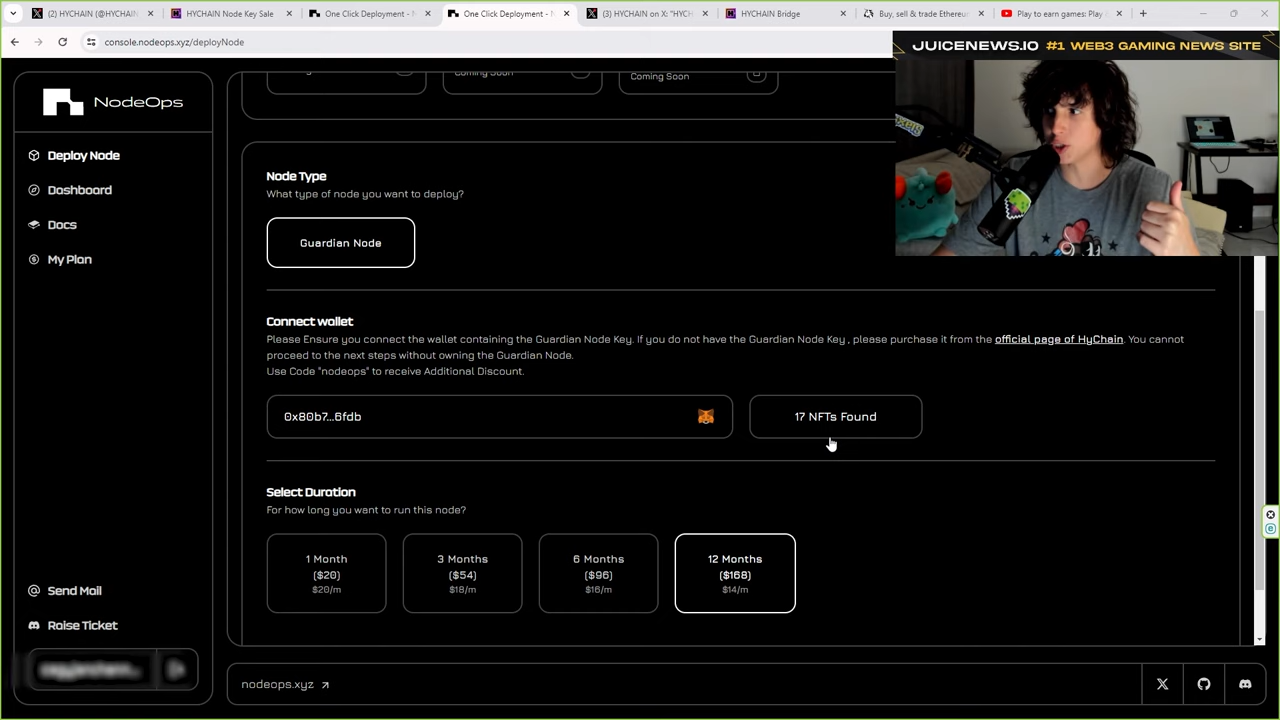 (2) HYCHAIN (@HYCHAIN
HYCHAIN Node Key Sale
One Click Deployment - N
One Click Deployment - N
(3) HYCHAIN on X: "HYCH
HYCHAIN Bridge
Buy, sell & trade Ethereu
Play to earn games: Play
console.nodeops.xyz/deployNode
JUICENEWS.IO #1 WEB3 GAMING NEWS SITE
NodeOps
Deploy Node
Dashboard
Docs
My Plan
Send Mail
Raise Ticket
Coming Soon
Coming Soon
Node Type
What type of node you want to deploy?
Guardian Node
Connect wallet
Please Ensure you connect the wallet containing the Guardian Node Key. If you do not have the Guardian Node Key , please purchase it from the official page of HyChain. You cannot
proceed to the next steps without owning the Guardian Node.
Use Code "nodeops" to receive Additional Discount.
0x80b7...6fdb
17 NFTs Found
Select Duration
For how long you want to run this node?
1 Month
($20)
$20/m
3 Months
($54)
$18/m
6 Months
($96)
$16/m
12 Months
($168)
$14/m
nodeops.xyz